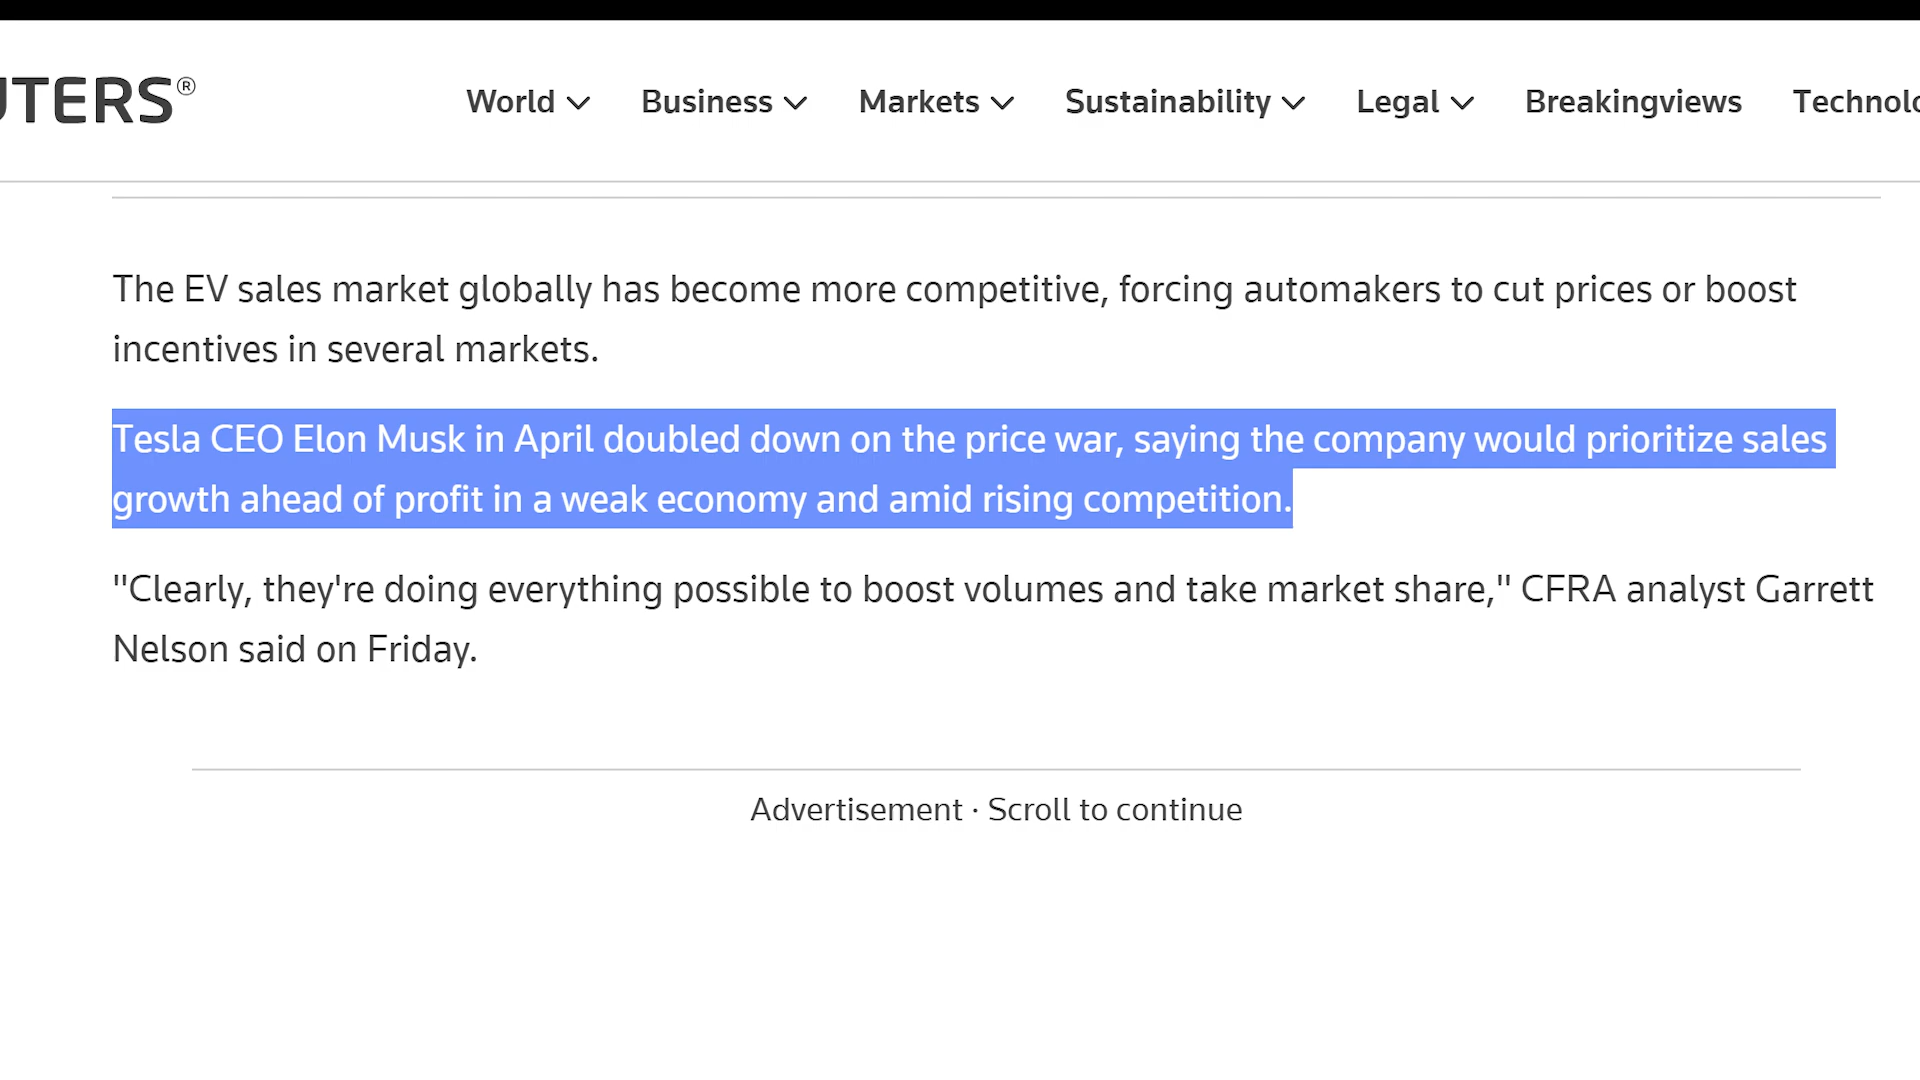 UTERS®
World Business Markets Sustainability Legal Breakingviews Technolo
The EV sales market globally has become more competitive, forcing automakers to cut prices or boost
incentives in several markets.
Tesla CEO Elon Musk in April doubled down on the price war, saying the company would prioritize sales
growth ahead of profit in a weak economy and amid rising competition.
"Clearly, they're doing everything possible to boost volumes and take market share," CFRA analyst Garrett
Nelson said on Friday.
Advertisement · Scroll to continue